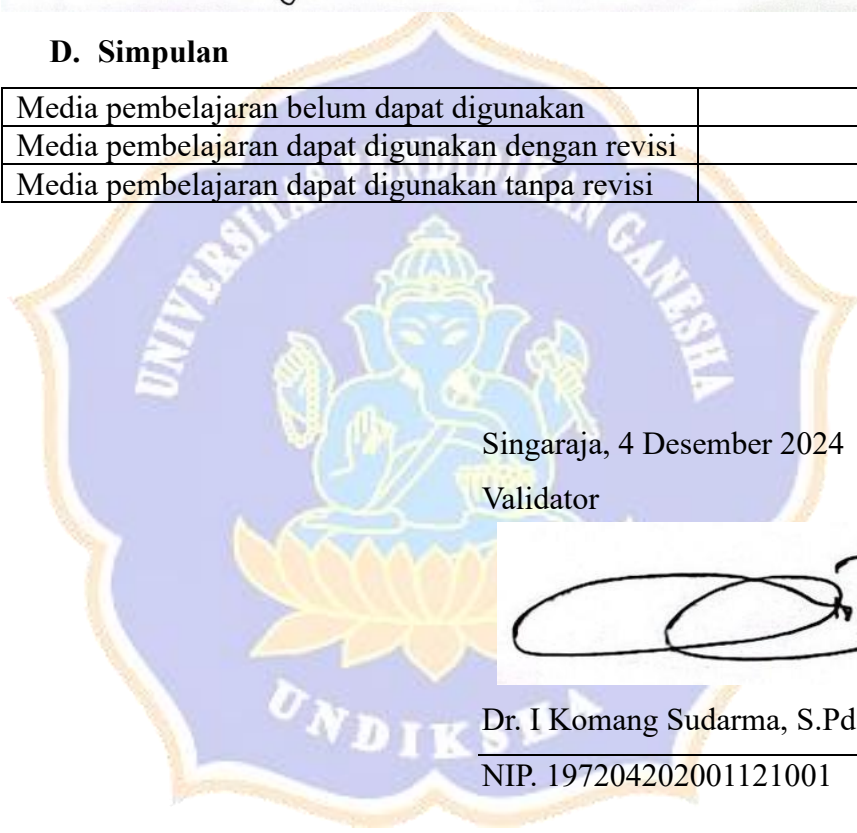 D. Simpulan
Media pembelajaran belum dapat digunakan
Media pembelajaran dapat digunakan dengan revisi
Media pembelajaran dapat digunakan tanpa revisi
UNIVERSITAS PENDIDIKAN GANESHA
Singaraja, 4 Desember 2024
Validator
UNDIKSHA
Dr. I Komang Sudarma, S.Pd
NIP. 197204202001121001